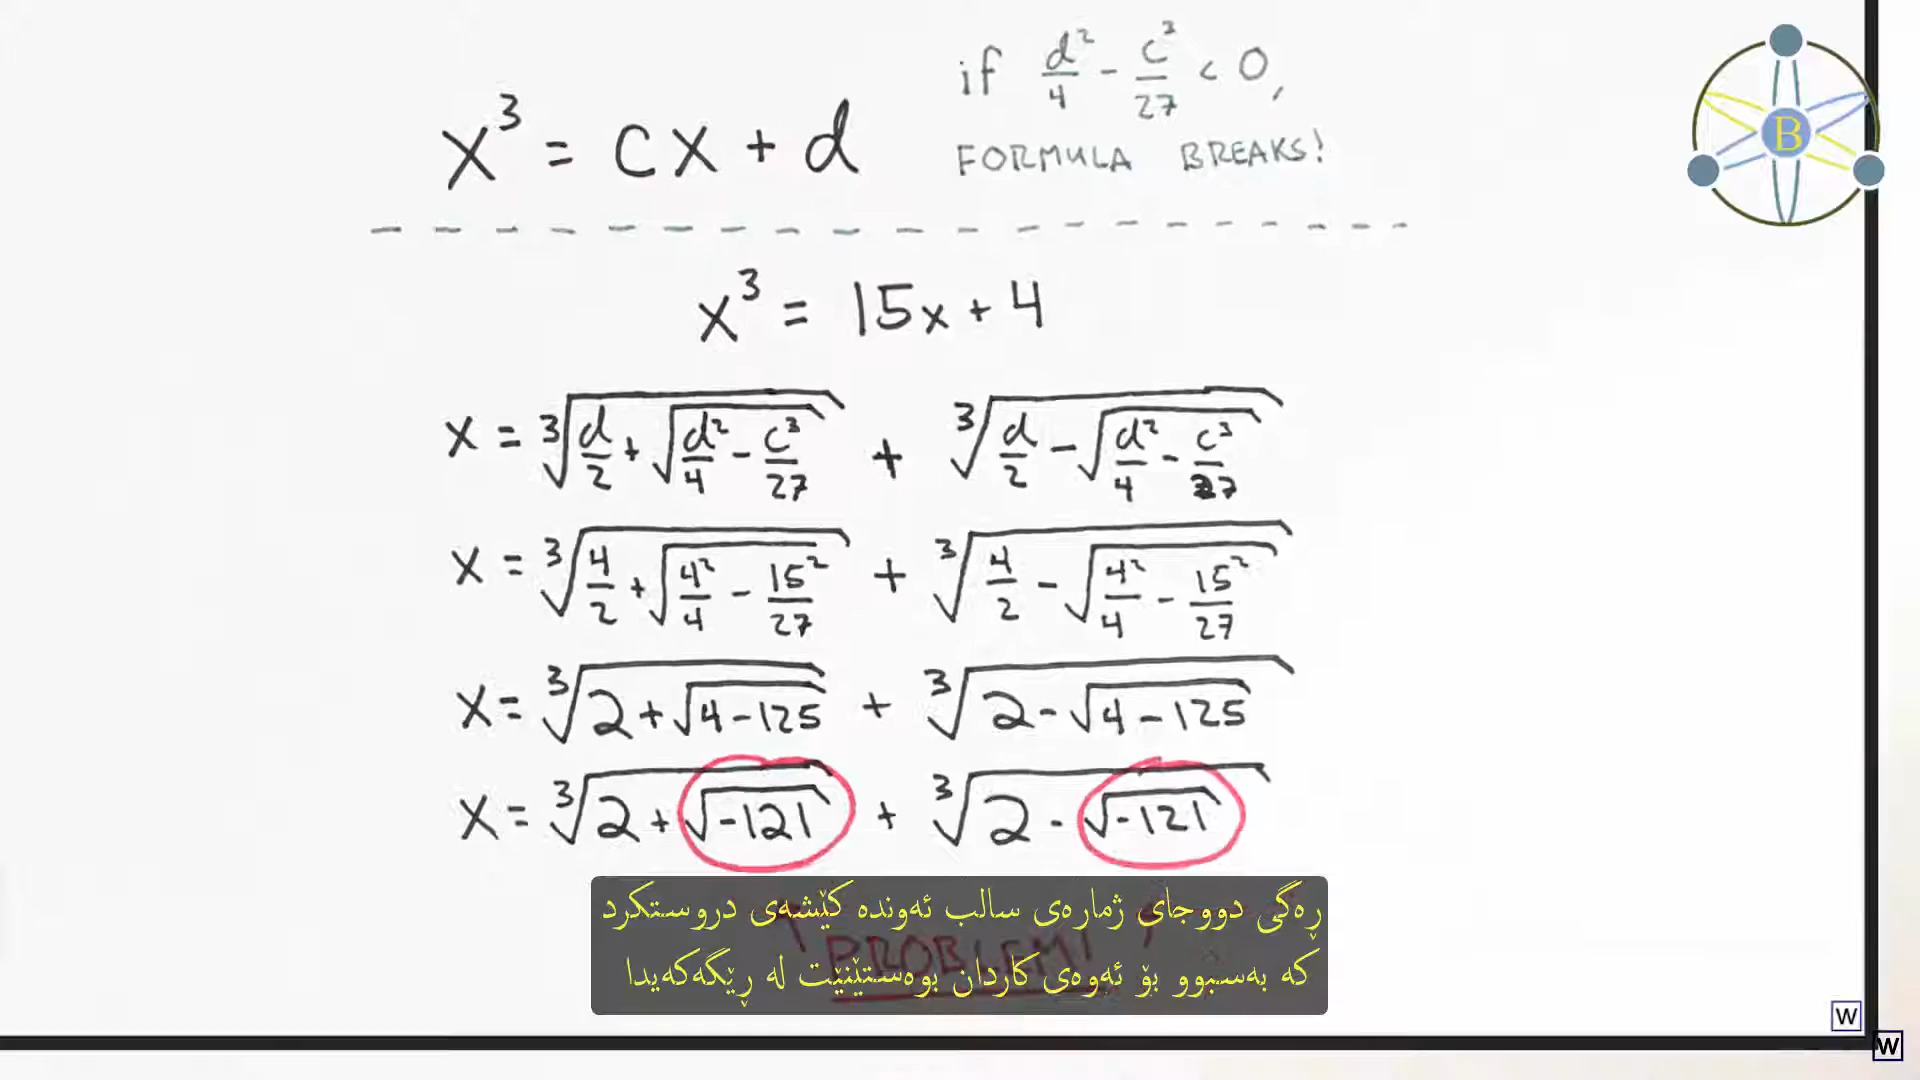 if d²/4 - c³/27 < 0,
FORMULA BREAKS!
x³ = cx + d
B
x³ = 15x + 4
x = ∛(d/2 + √(d²/4 - c³/27)) + ∛(d/2 - √(d²/4 - c³/27))
x = ∛(4/2 + √(4²/4 - 15²/27)) + ∛(4/2 - √(4²/4 - 15²/27))
x = ∛(2 + √(4 - 125)) + ∛(2 - √(4 - 125))
x = ∛(2 + √(-121)) + ∛(2 - √(-121))
PROBLEM!
ڕەگی دووجای ژمارەی سالب ئەوندە کێشەی دروستکرد
کە بەسبوو بۆ ئەوەی کاردان بوەستێنێت لە ڕێگەکەیدا
W
W